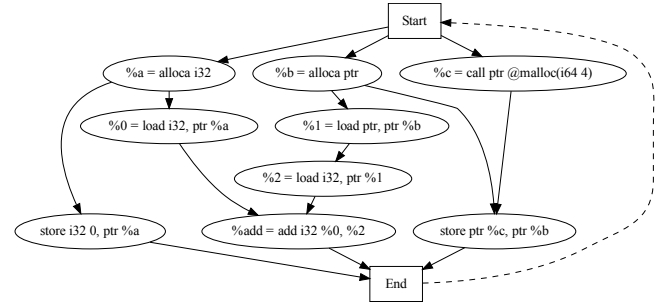 Start
%a = alloca i32
%b = alloca ptr
%c = call ptr @malloc(i64 4)
%0 = load i32, ptr %a
%1 = load ptr, ptr %b
%2 = load i32, ptr %1
store i32 0, ptr %a
%add = add i32 %0, %2
store ptr %c, ptr %b
End